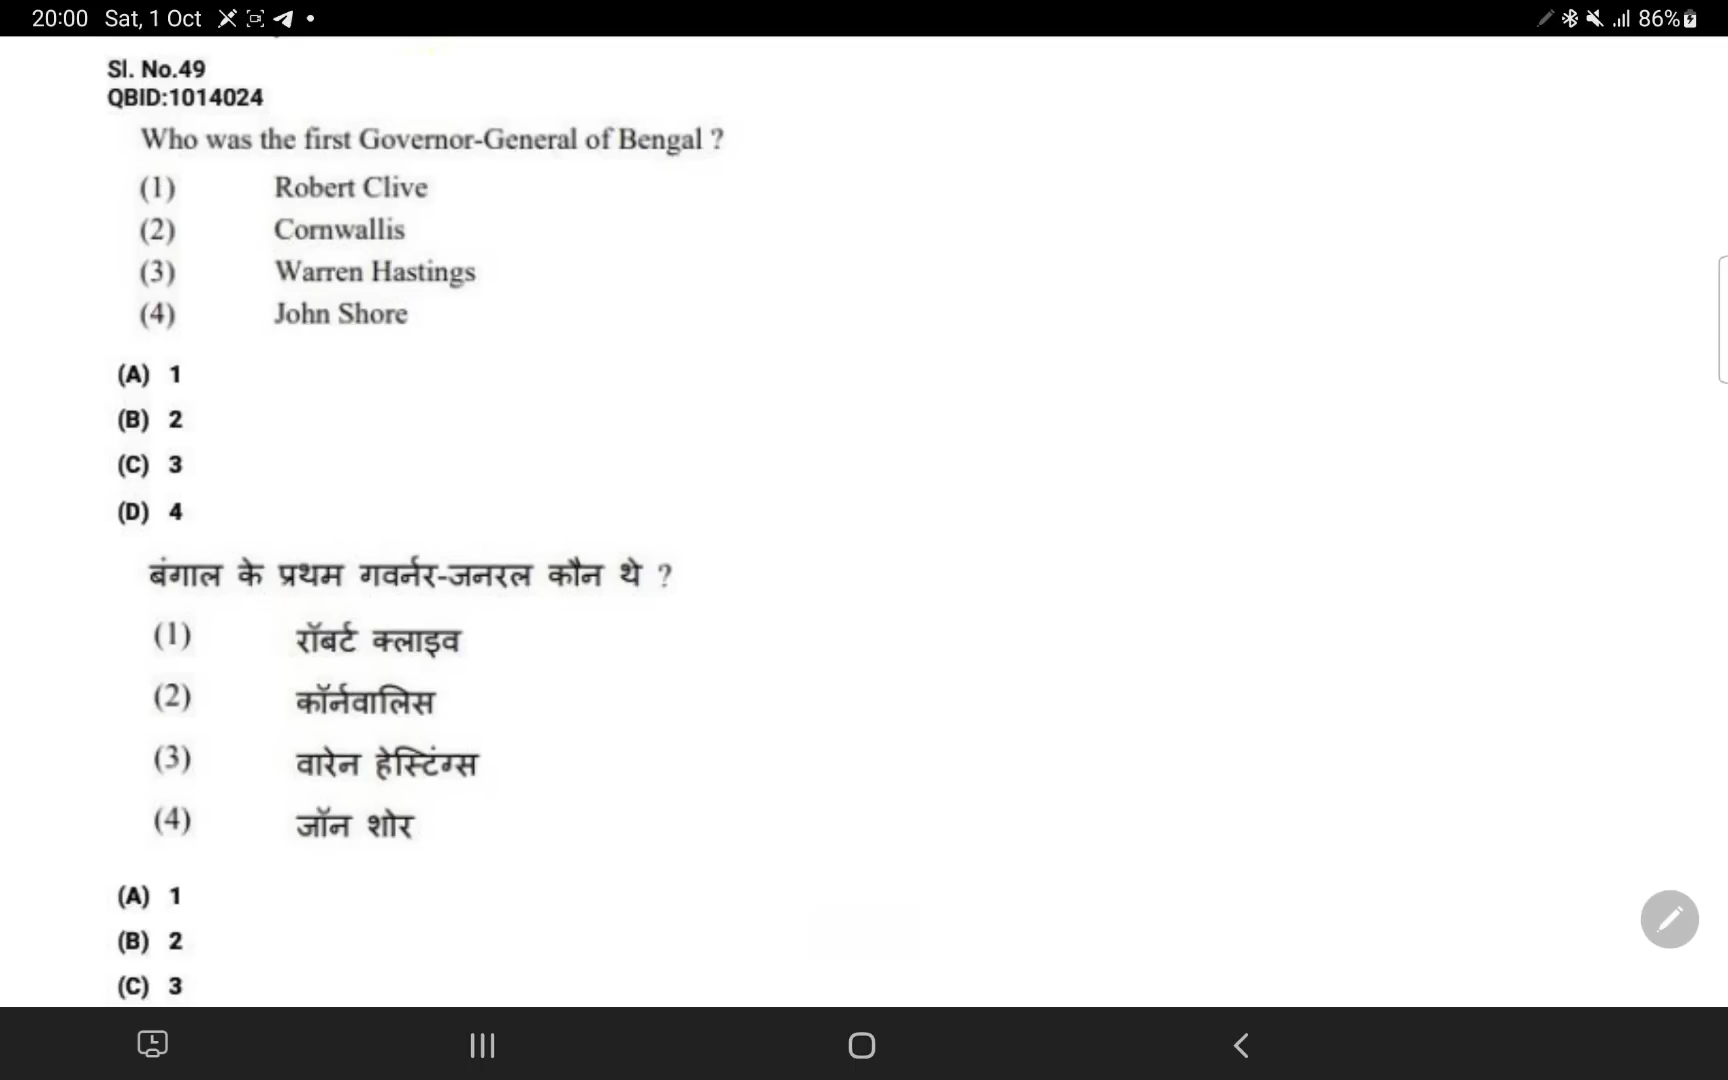 20:00 Sat, 1 Oct
86%
Sl. No.49
QBID:1014024
Who was the first Governor-General of Bengal ?
(1) Robert Clive
(2) Cornwallis
(3) Warren Hastings
(4) John Shore
(A) 1
(B) 2
(C) 3
(D) 4
बंगाल के प्रथम गवर्नर-जनरल कौन थे ?
(1) रॉबर्ट क्लाइव
(2) कॉर्नवालिस
(3) वारेन हेस्टिंग्स
(4) जॉन शोर
(A) 1
(B) 2
(C) 3